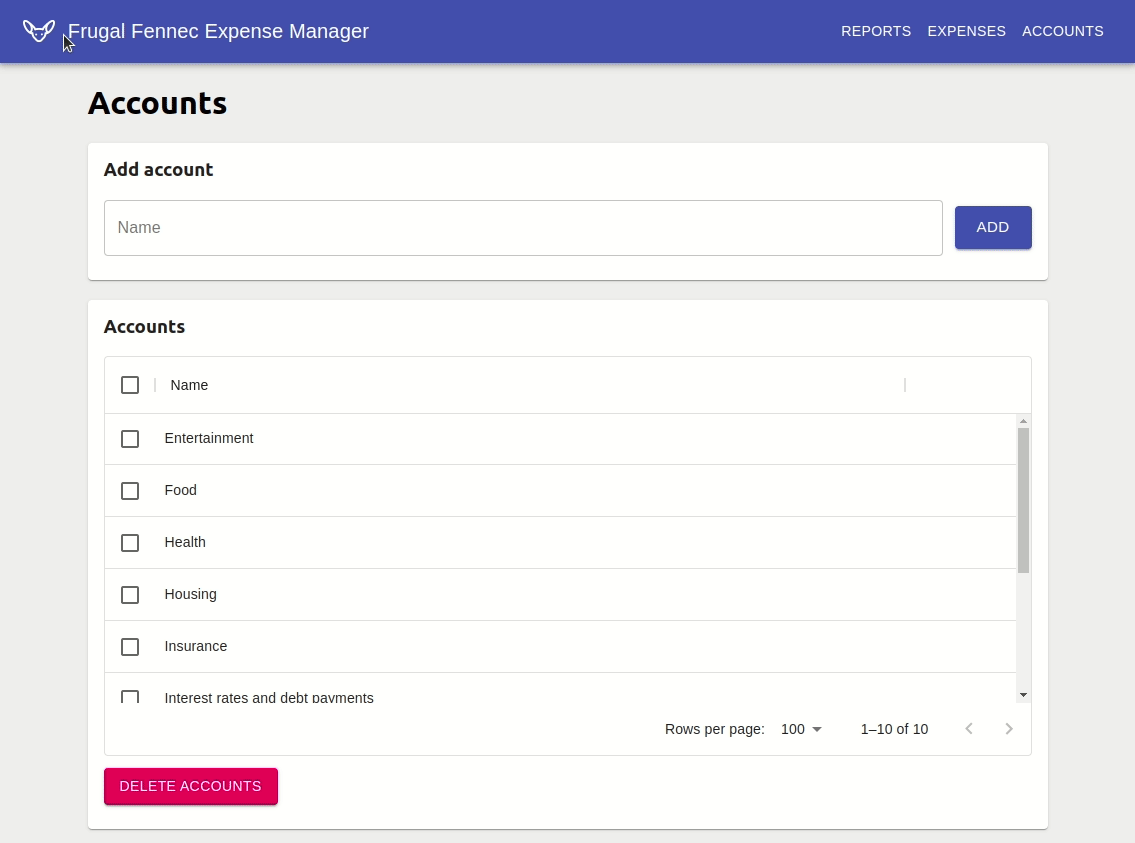 Frugal Fennec Expense Manager
REPORTS EXPENSES ACCOUNTS
Accounts
Add account
Name
ADD
Accounts
Name
Entertainment
Food
Health
Housing
Insurance
Interest rates and debt payments
Rows per page: 100 1–10 of 10
DELETE ACCOUNTS